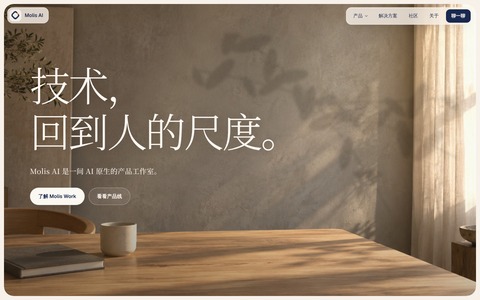 Molis AI
产品
解决方案
社区
关于
聊一聊
技术，
回到人的尺度。
Molis AI 是一间 AI 原生的产品工作室。
了解 Molis Work
看看产品线